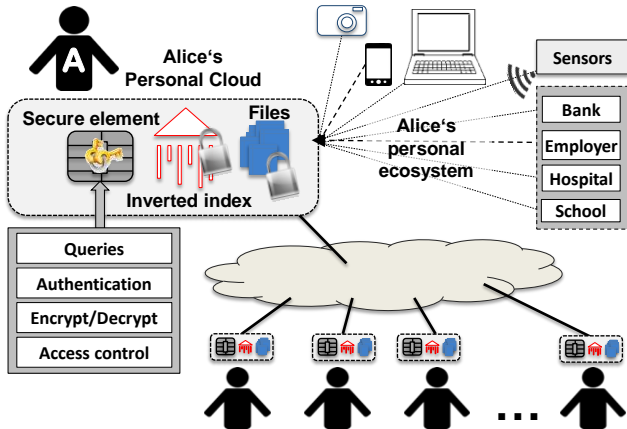 A
Alice's
Personal Cloud
Sensors
Secure element
Files
Inverted index
Alice's
personal
ecosystem
Bank
Employer
Hospital
School
Queries
Authentication
Encrypt/Decrypt
Access control
...